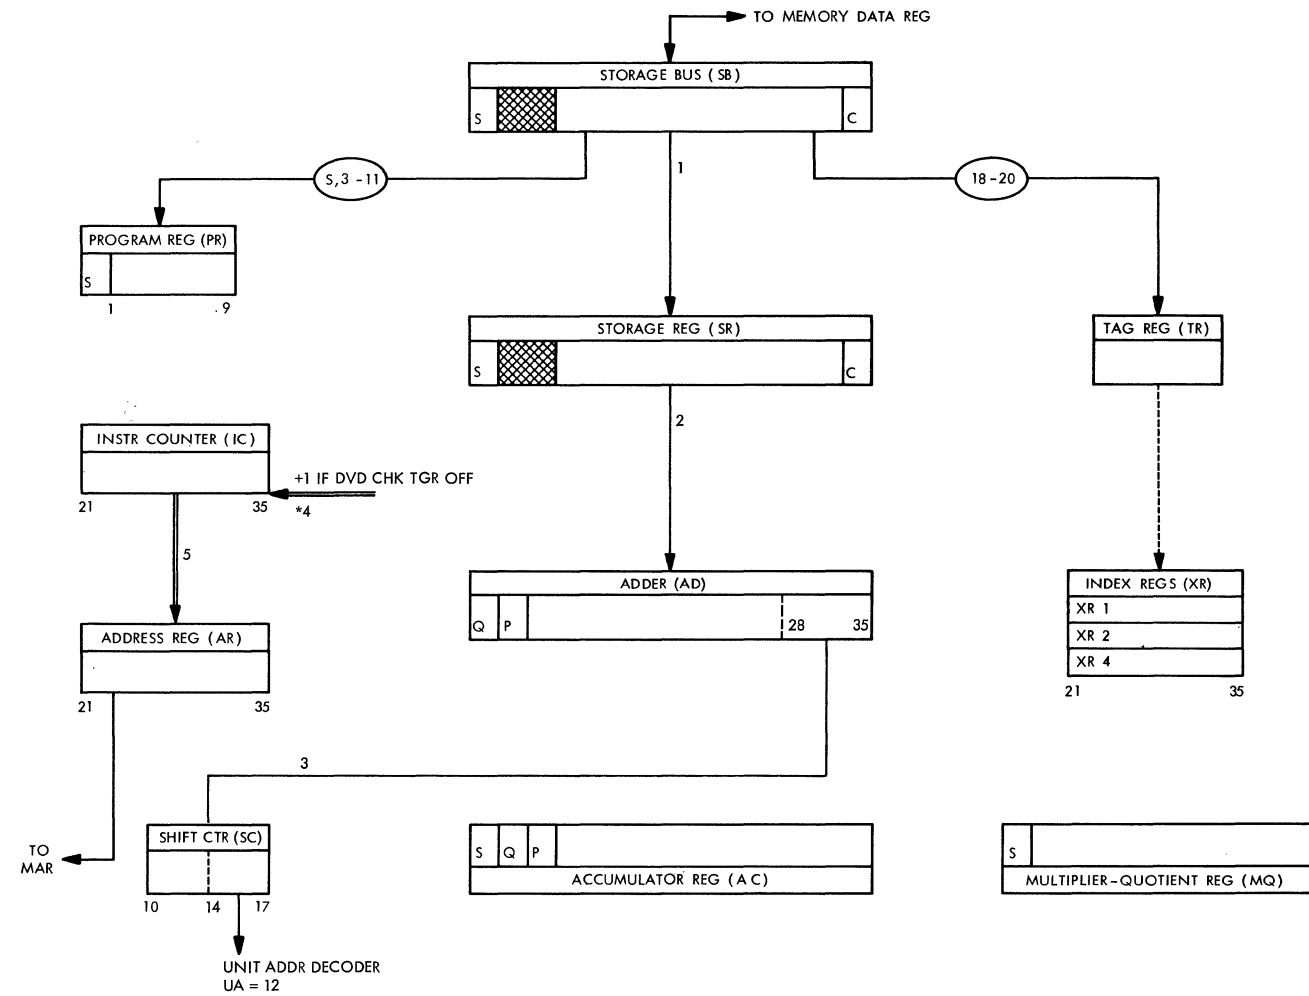 TO MEMORY DATA REG
STORAGE BUS (SB)
S
C
S,3-11
1
18-20
PROGRAM REG (PR)
S
1
9
STORAGE REG (SR)
S
C
TAG REG (TR)
2
INSTR COUNTER (IC)
21
35
+1 IF DVD CHK TGR OFF
*4
5
ADDER (AD)
Q
P
28
35
INDEX REGS (XR)
XR 1
XR 2
XR 4
21
35
ADDRESS REG (AR)
21
35
3
TO
MAR
SHIFT CTR (SC)
10
14
17
S
Q
P
ACCUMULATOR REG (AC)
S
MULTIPLIER-QUOTIENT REG (MQ)
UNIT ADDR DECODER
UA = 12